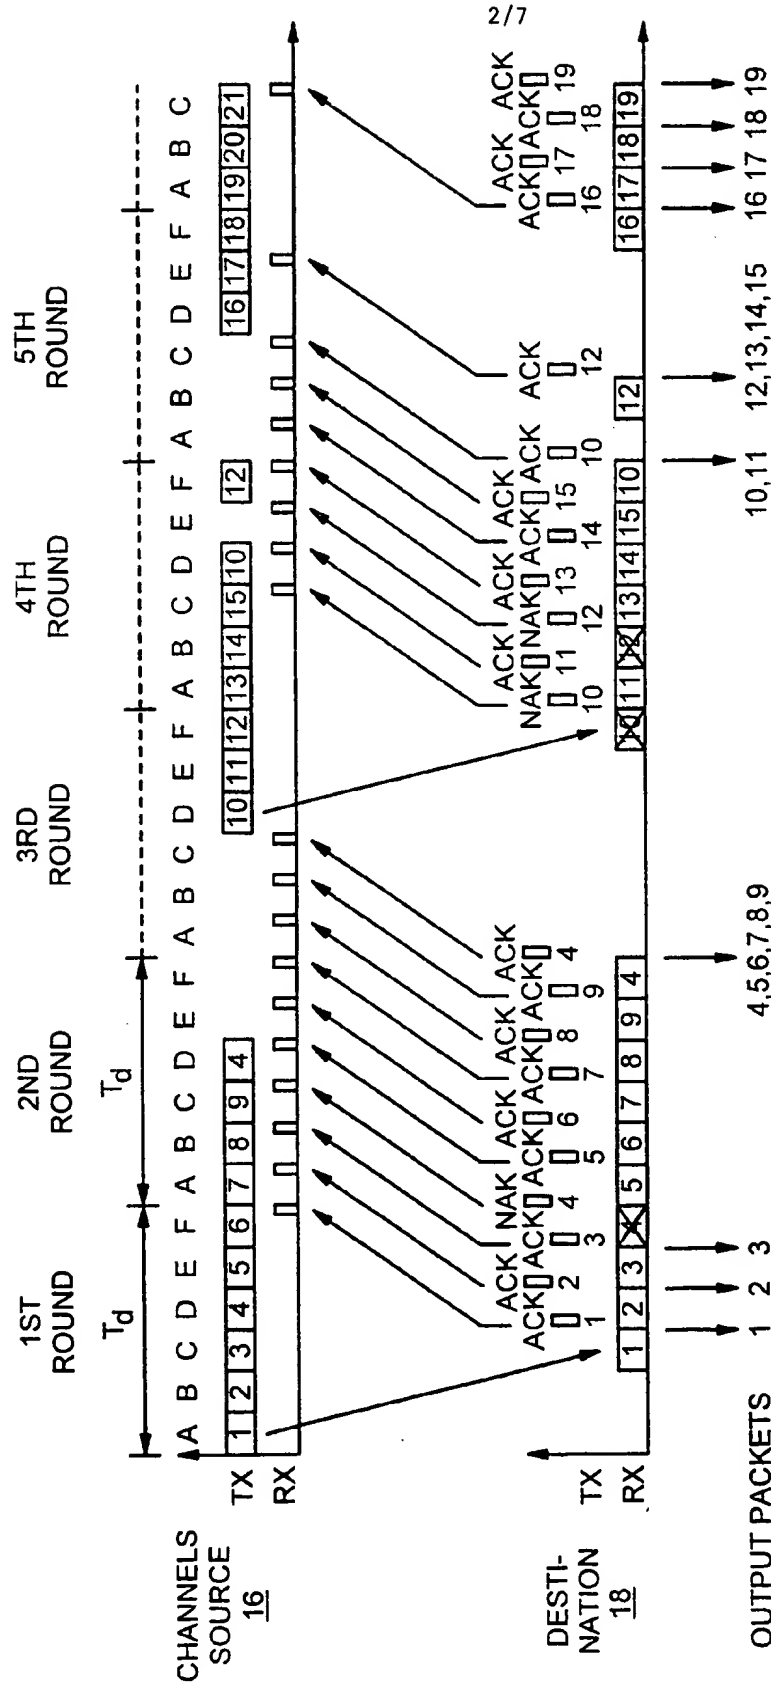 2/7
1ST ROUND
2ND ROUND
3RD ROUND
4TH ROUND
5TH ROUND
Td Td
CHANNELS A B C D E F A B C D E F A B C D E F A B C D E F A B C D E F A B C
SOURCE 16
TX 1 2 3 4 5 6 7 8 9 4 10 11 12 13 14 15 10 12 16 17 18 19 20 21
RX
ACK NAK ACK ACK ACK ACK ACK ACK ACK ACK
ACK ACK ACK ACK ACK NAK NAK ACK ACK ACK ACK ACK
DESTI-
NATION
18
TX 1 2 3 4 5 6 7 8 9 4 10 11 12 13 14 15 10 12 16 17 18 19
RX 1 2 3 5 6 7 8 9 4 11 13 14 15 10 12 16 17 18 19
OUTPUT PACKETS 1 2 3 4,5,6,7,8,9 10,11 12,13,14,15 16 17 18 19